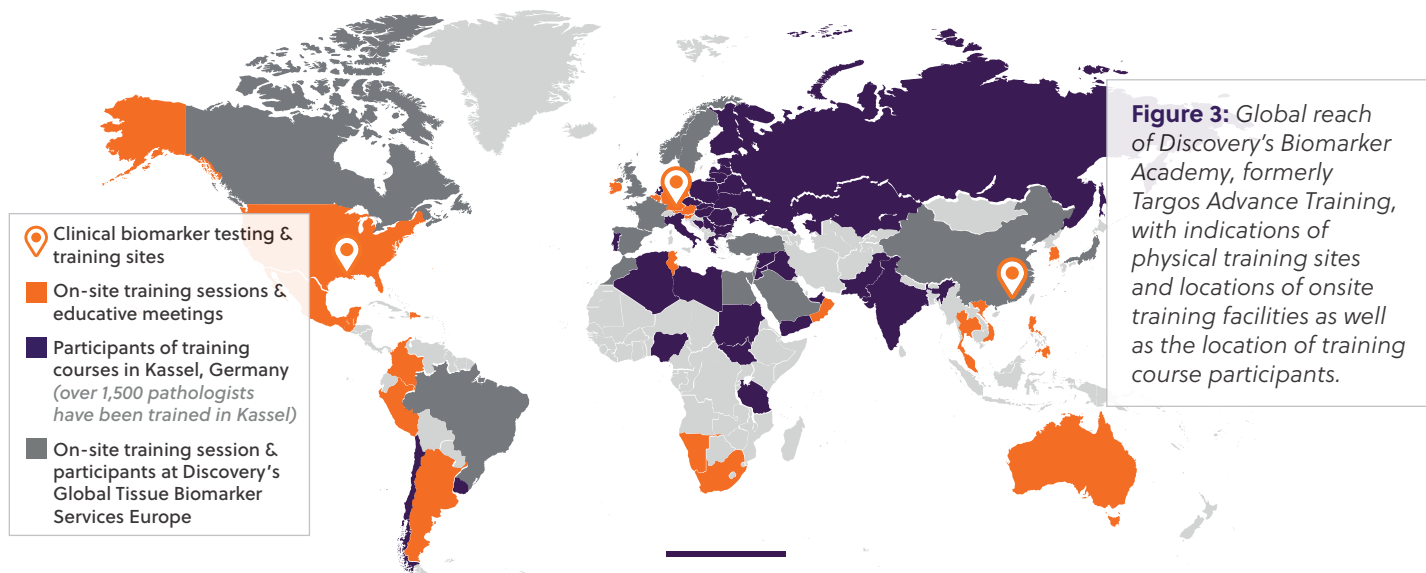 Clinical biomarker testing &
training sites
On-site training sessions &
educative meetings
Participants of training
courses in Kassel, Germany
(over 1,500 pathologists
have been trained in Kassel)
On-site training session &
participants at Discovery's
Global Tissue Biomarker
Services Europe
Figure 3: Global reach
of Discovery's Biomarker
Academy, formerly
Targos Advance Training,
with indications of
physical training sites
and locations of onsite
training facilities as well
as the location of training
course participants.